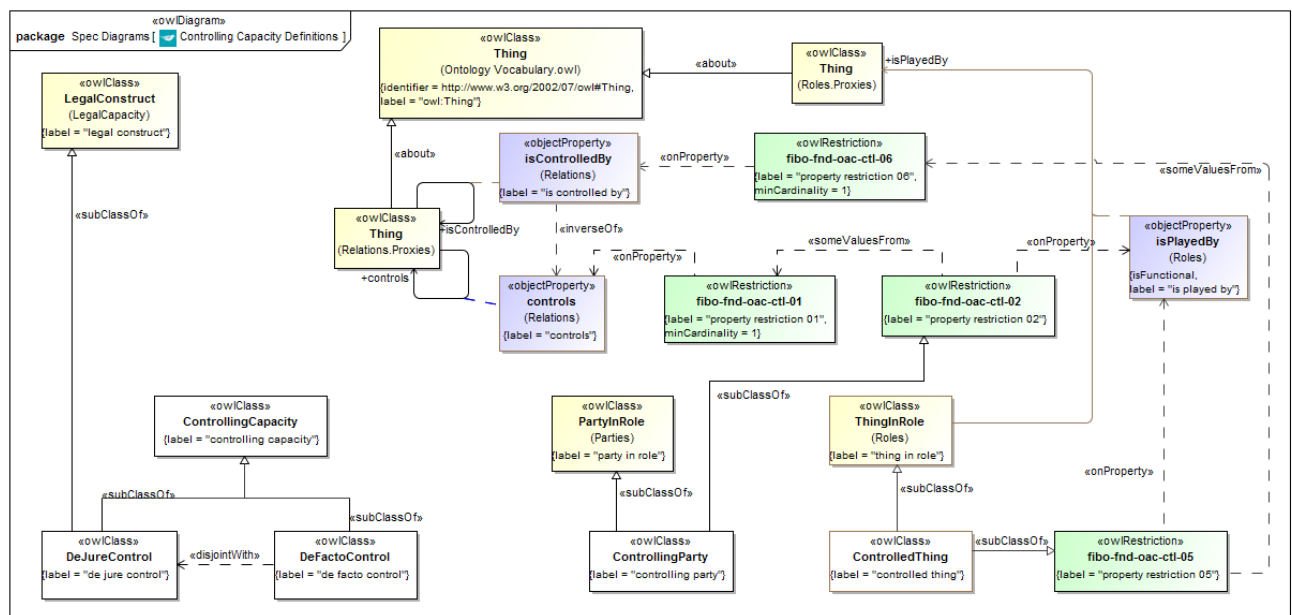 «owlDiagram»
package Spec Diagrams [ Controlling Capacity Definitions ]
«owlClass»
Thing
(Ontology Vocabulary.owl)
{identifier = http://www.w3.org/2002/07/owl#Thing,
label = "owl:Thing"}
«about»
«owlClass»
Thing
(Roles.Proxies)
+isPlayedBy
«owlClass»
LegalConstruct
(LegalCapacity)
{label = "legal construct"}
«about»
«objectProperty»
isControlledBy
(Relations)
{label = "is controlled by"}
«onProperty»
«owlRestriction»
fibo-fnd-oac-ctl-06
{label = "property restriction 06",
minCardinality = 1}
«someValuesFrom»
«subClassOf»
«owlClass»
Thing
(Relations.Proxies)
+isControlledBy
+controls
«inverseOf»
«objectProperty»
controls
(Relations)
{label = "controls"}
«onProperty»
«owlRestriction»
fibo-fnd-oac-ctl-01
{label = "property restriction 01",
minCardinality = 1}
«someValuesFrom»
«owlRestriction»
fibo-fnd-oac-ctl-02
{label = "property restriction 02"}
«onProperty»
«objectProperty»
isPlayedBy
(Roles)
{isFunctional,
label = "is played by"}
«owlClass»
ControllingCapacity
{label = "controlling capacity"}
«subClassOf»
«subClassOf»
«owlClass»
PartyInRole
(Parties)
{label = "party in role"}
«subClassOf»
«owlClass»
ThingInRole
(Roles)
{label = "thing in role"}
«onProperty»
«subClassOf»
«subClassOf»
«owlClass»
DeJureControl
{label = "de jure control"}
«disjointWith»
«owlClass»
DeFactoControl
{label = "de facto control"}
«owlClass»
ControllingParty
{label = "controlling party"}
«owlClass»
ControlledThing
{label = "controlled thing"}
«subClassOf»
«owlRestriction»
fibo-fnd-oac-ctl-05
{label = "property restriction 05"}